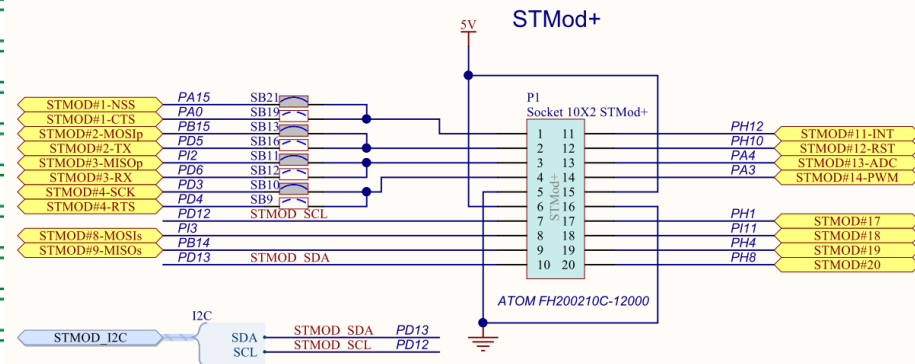 STMod+
5V
P1
Socket 10X2 STMod+
STMOD#1-NSS PA15 SB21
STMOD#1-CTS PA0 SB19
STMOD#2-MOSIp PB15 SB13
STMOD#2-TX PD5 SB16
STMOD#3-MISOp PI2 SB11
STMOD#3-RX PD6 SB12
STMOD#4-SCK PD3 SB10
STMOD#4-RTS PD4 SB9
PD12 STMOD_SCL
STMOD#8-MOSIs PI3
STMOD#9-MISOs PB14
PD13 STMOD_SDA
1 11 PH12 STMOD#11-INT
2 12 PH10 STMOD#12-RST
3 13 PA4 STMOD#13-ADC
4 14 PA3 STMOD#14-PWM
5 15
6 16
7 17 PH1 STMOD#17
8 18 PI11 STMOD#18
9 19 PH4 STMOD#19
10 20 PH8 STMOD#20
STMod+
ATOM FH200210C-12000
I2C
STMOD_I2C
SDA STMOD_SDA PD13
SCL STMOD_SCL PD12